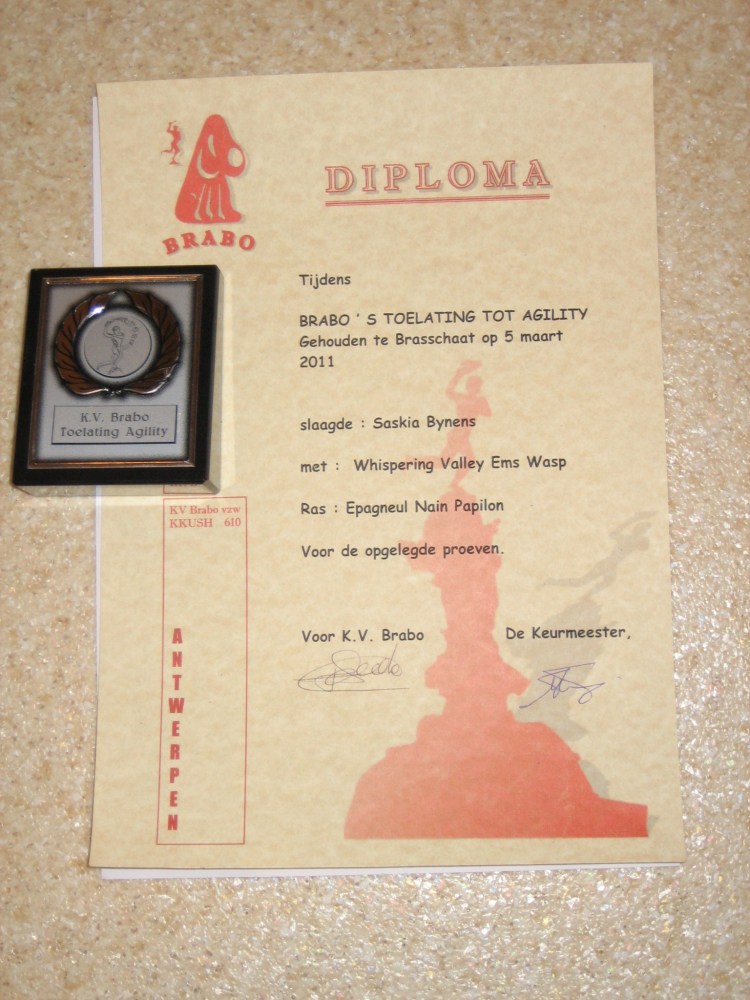 DIPLOMA
BRABO
Tijdens
BRABO ' S TOELATING TOT AGILITY
Gehouden te Brasschaat op 5 maart
2011
slaagde : Saskia Bynens
met : Whispering Valley Ems Wasp
Ras : Epagneul Nain Papilon
Voor de opgelegde proeven.
Voor K.V. Brabo
De Keurmeester,
K.V. Brabo
Toelating Agility
KV Brabo vzw
KKUSH 610
ANTWERPEN